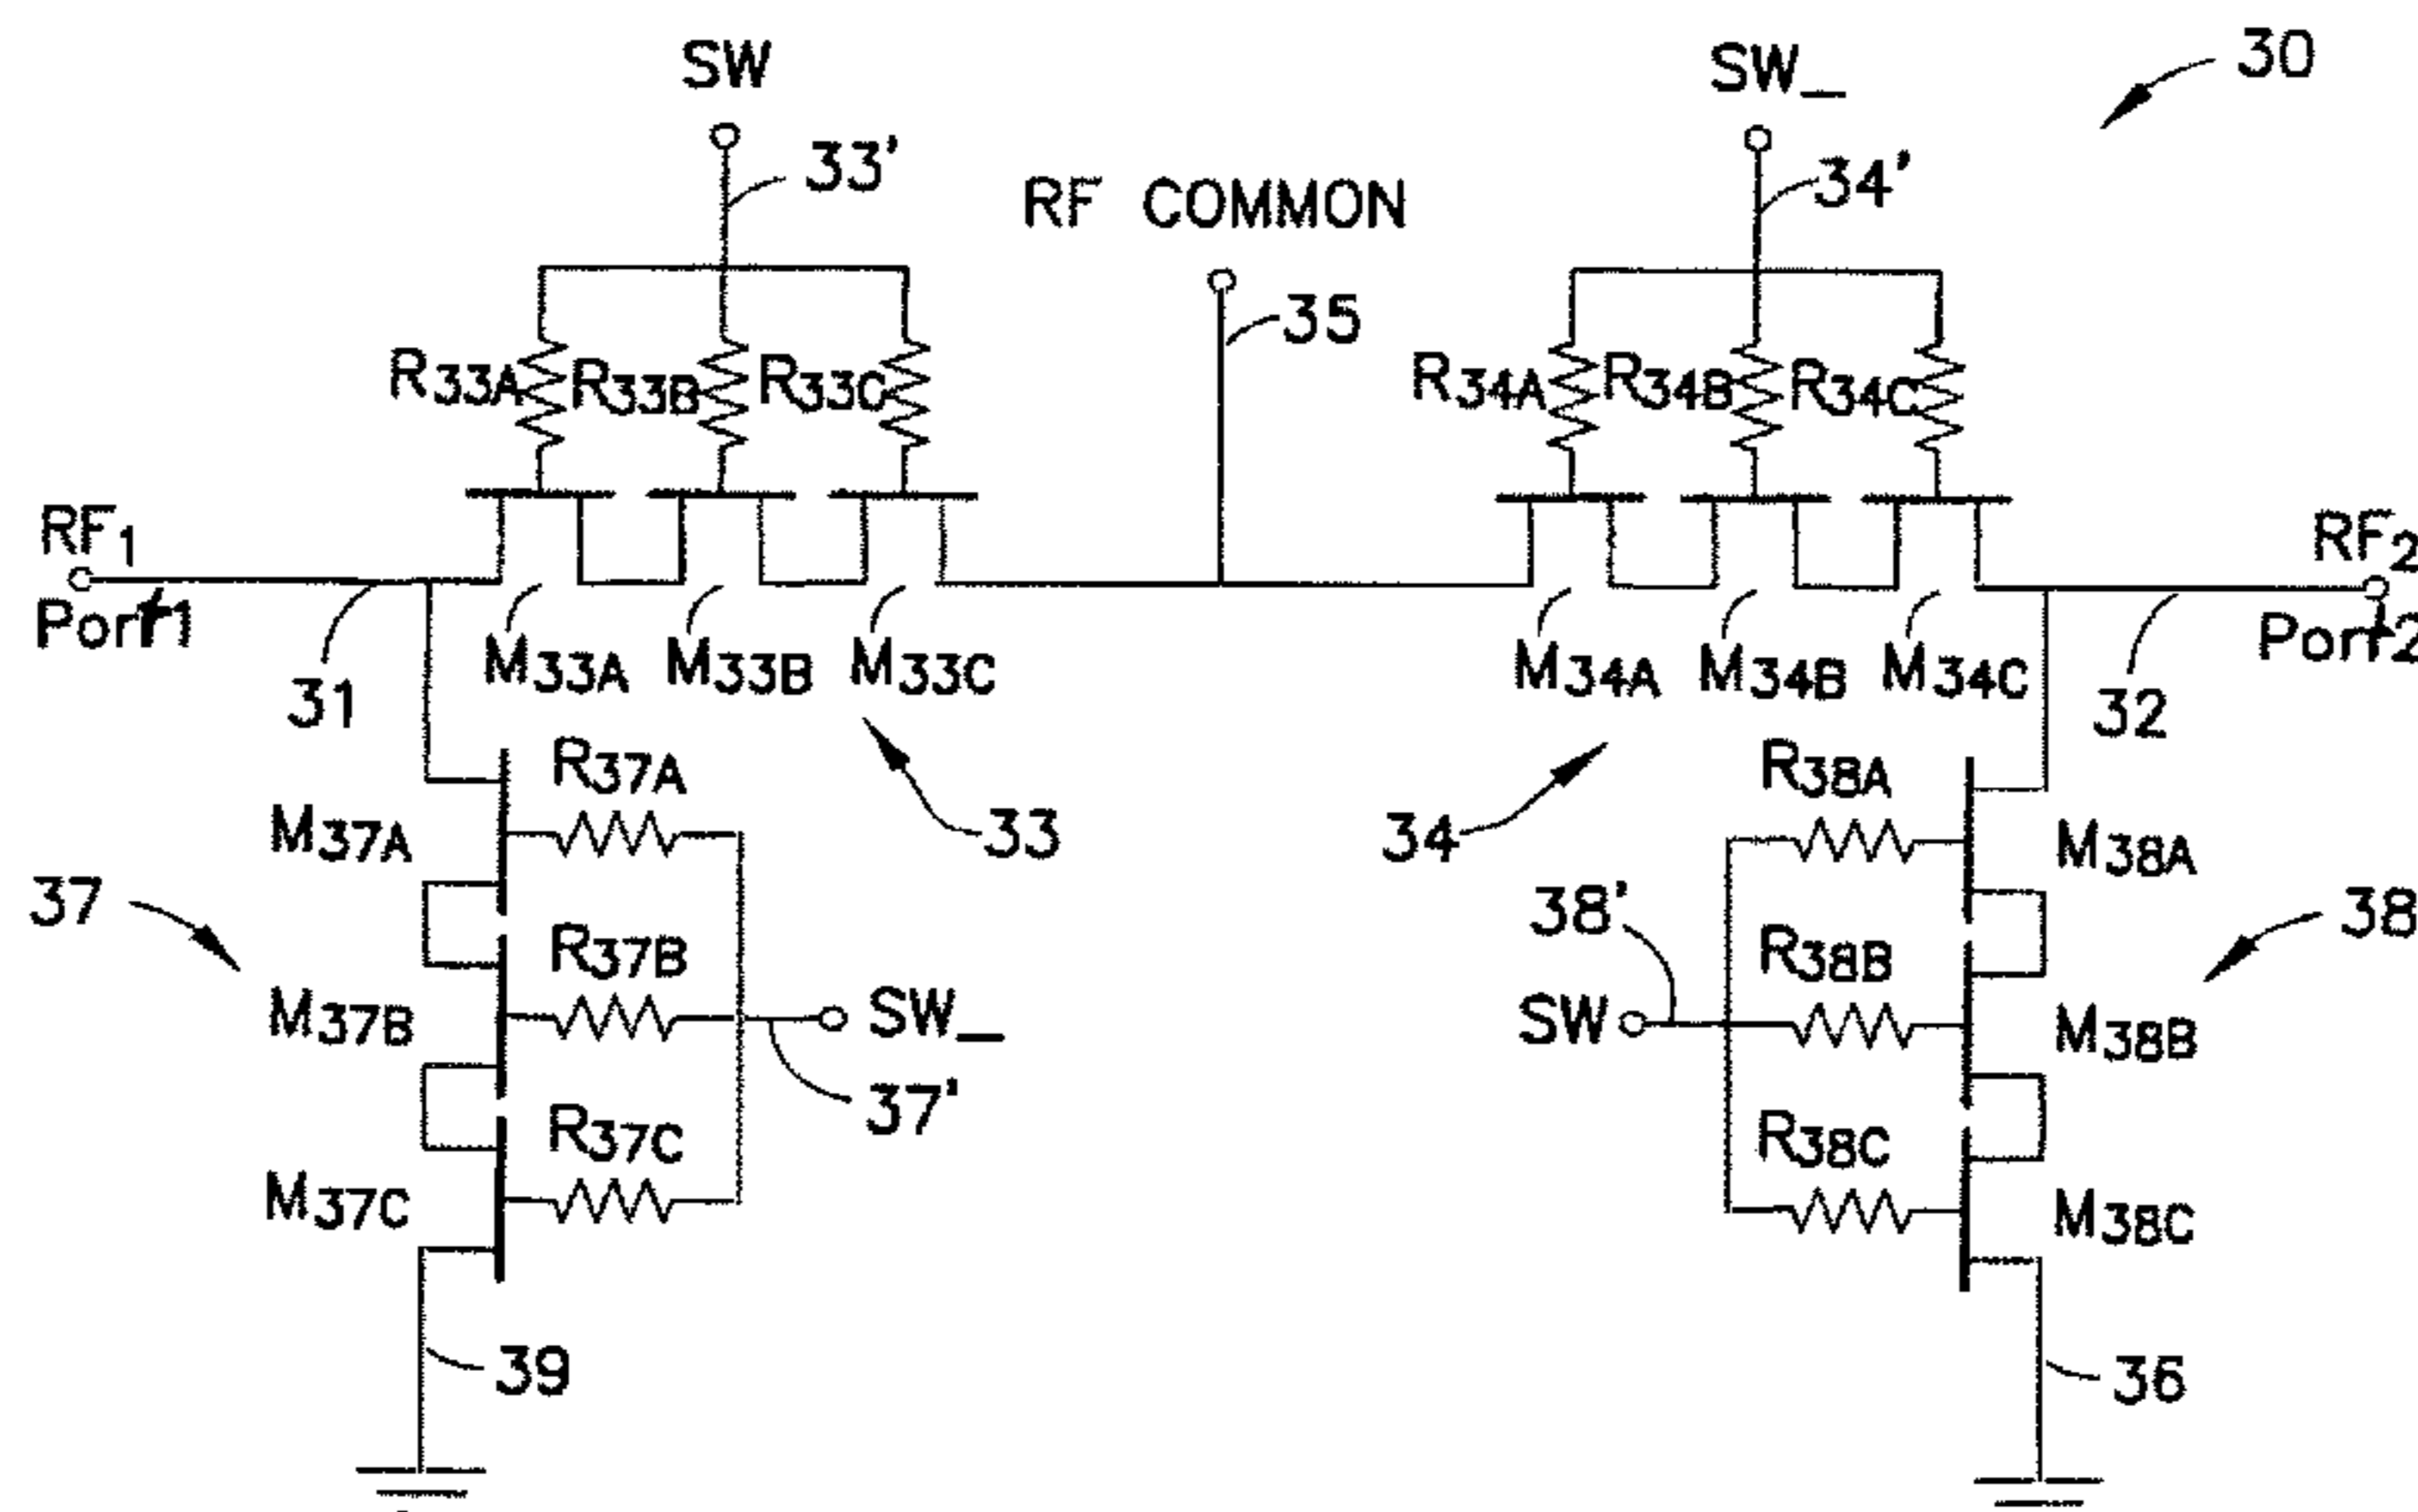 SW
SW_
30
33'
34'
RF COMMON
35
R33A
R33B
R33C
R34A
R34B
R34C
RF1
Port1
RF2
Port2
31
M33A
M33B
M33C
M34A
M34B
M34C
32
33
34
37
M37A
M37B
M37C
R37A
R37B
R37C
SW_
37'
39
38'
SW
R38A
R38B
R38C
M38A
M38B
M38C
38
36